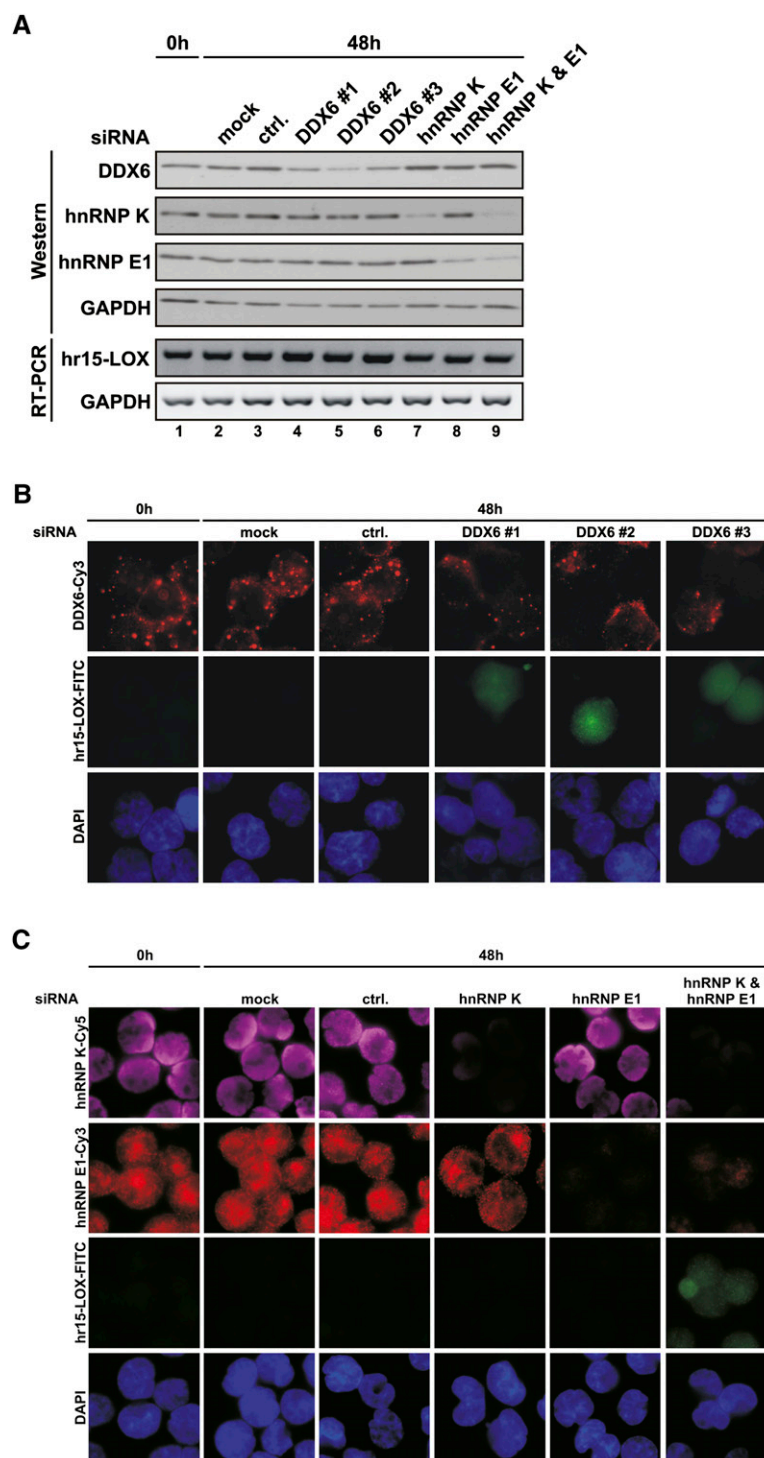 A
0h 48h
siRNA mock ctrl. DDX6 #1 DDX6 #2 DDX6 #3 hnRNP K hnRNP E1 hnRNP K & E1
Western
DDX6
hnRNP K
hnRNP E1
GAPDH
RT-PCR
hr15-LOX
GAPDH
1 2 3 4 5 6 7 8 9
B
0h 48h
siRNA mock ctrl. DDX6 #1 DDX6 #2 DDX6 #3
DDX6-Cy3
hr15-LOX-FITC
DAPI
C
0h 48h
siRNA mock ctrl. hnRNP K hnRNP E1 hnRNP K &
hnRNP E1
hnRNP K-Cy5
hnRNP E1-Cy3
hr15-LOX-FITC
DAPI